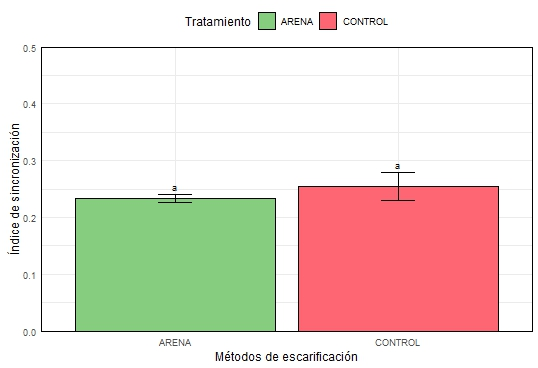 Tratamiento ARENA CONTROL
0.5
0.4
0.3
0.2
0.1
0.0
Índice de sincronización
a
a
ARENA CONTROL
Métodos de escarificación